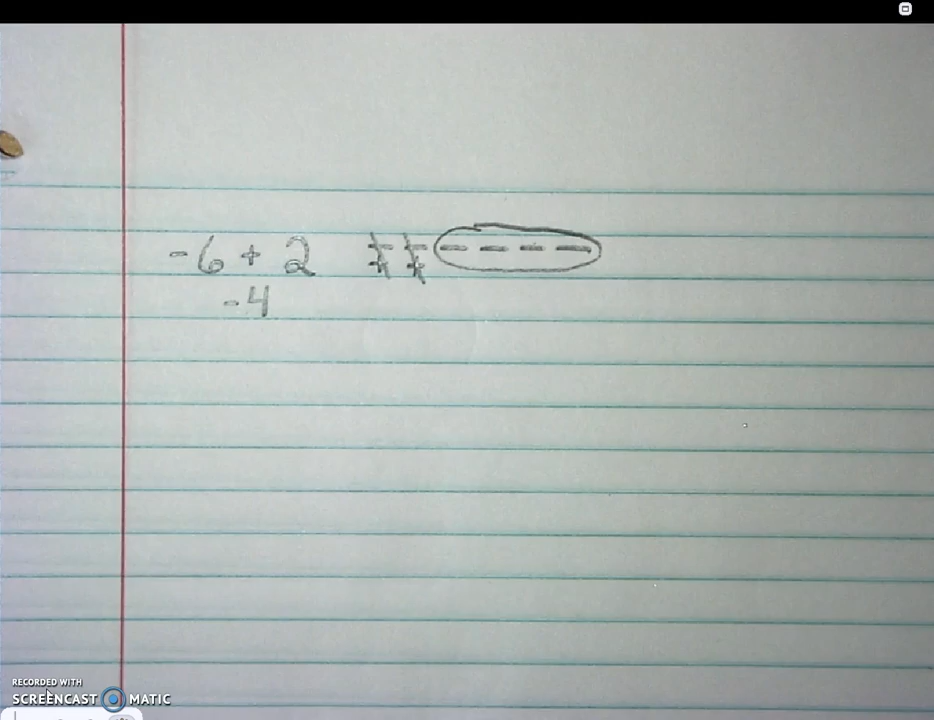 -6 + 2 ++ - - - - - -
-4
RECORDED WITH
SCREENCAST MATIC